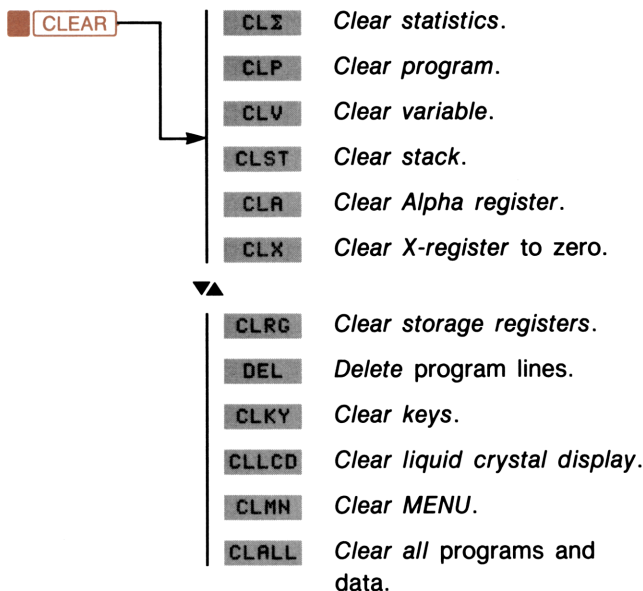 CLEAR
CLΣ Clear statistics.
CLP Clear program.
CLV Clear variable.
CLST Clear stack.
CLA Clear Alpha register.
CLX Clear X-register to zero.
CLRG Clear storage registers.
DEL Delete program lines.
CLKY Clear keys.
CLLCD Clear liquid crystal display.
CLMN Clear MENU.
CLALL Clear all programs and
data.